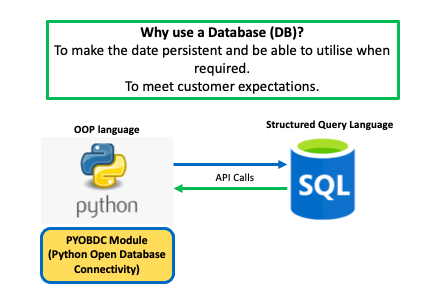 Why use a Database (DB)?
To make the date persistent and be able to utilise when
required.
To meet customer expectations.
OOP language
Structured Query Language
python
API Calls
SQL
PYOBDC Module
(Python Open Database
Connectivity)